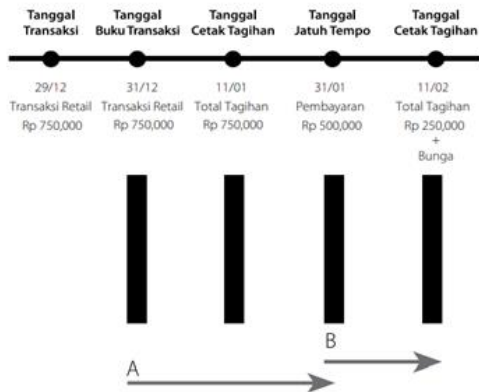 Tanggal
Transaksi
Tanggal
Buku Transaksi
Tanggal
Cetak Tagihan
Tanggal
Jatuh Tempo
Tanggal
Cetak Tagihan
29/12
Transaksi Retail
Rp 750,000
31/12
Transaksi Retail
Rp 750,000
11/01
Total Tagihan
Rp 750,000
31/01
Pembayaran
Rp 500,000
11/02
Total Tagihan
Rp 250,000
+
Bunga
A
B